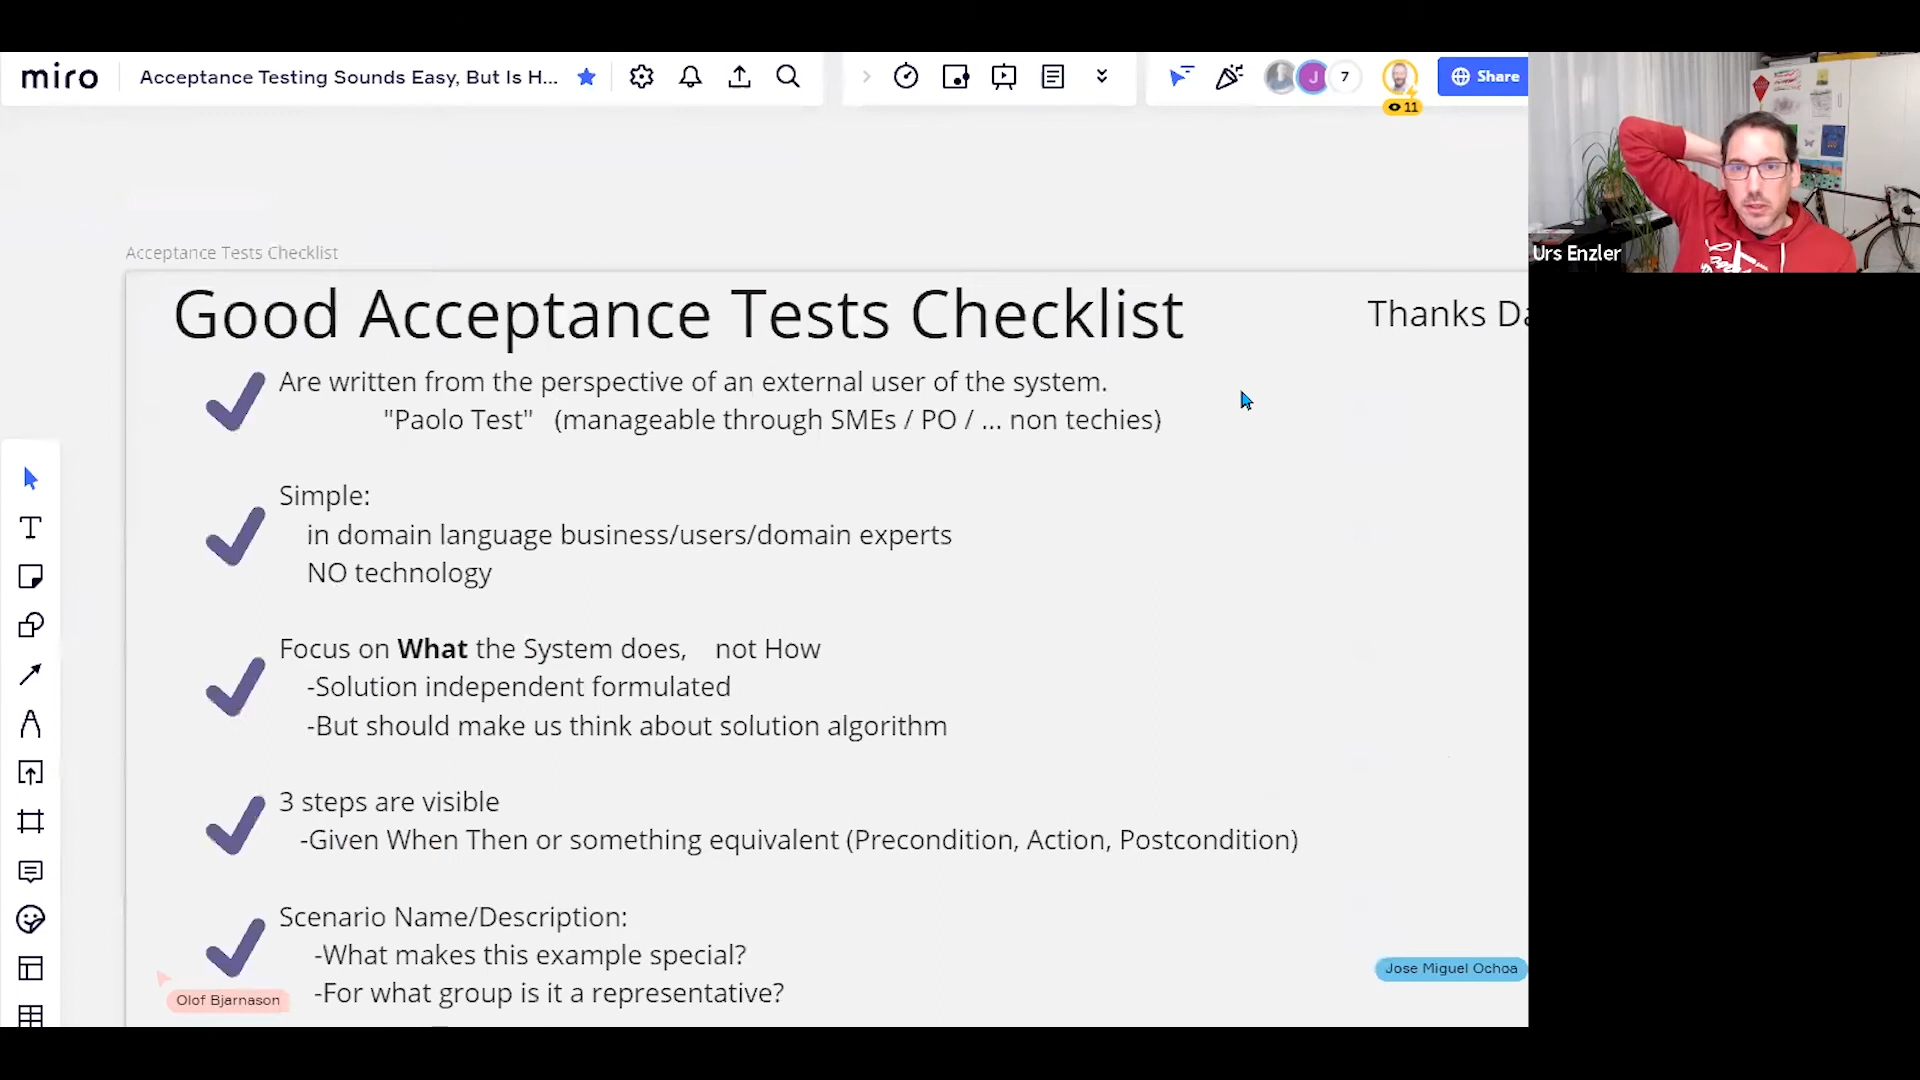 miro
Acceptance Testing Sounds Easy, But Is H...
J
7
11
Share
Urs Enzler
Acceptance Tests Checklist
Good Acceptance Tests Checklist
Thanks
Are written from the perspective of an external user of the system.
"Paolo Test" (manageable through SMEs / PO / ... non techies)
Simple:
in domain language business/users/domain experts
NO technology
Focus on What the System does, not How
-Solution independent formulated
-But should make us think about solution algorithm
3 steps are visible
-Given When Then or something equivalent (Precondition, Action, Postcondition)
Scenario Name/Description:
-What makes this example special?
-For what group is it a representative?
Jose Miguel Ochoa
Olof Bjarnason